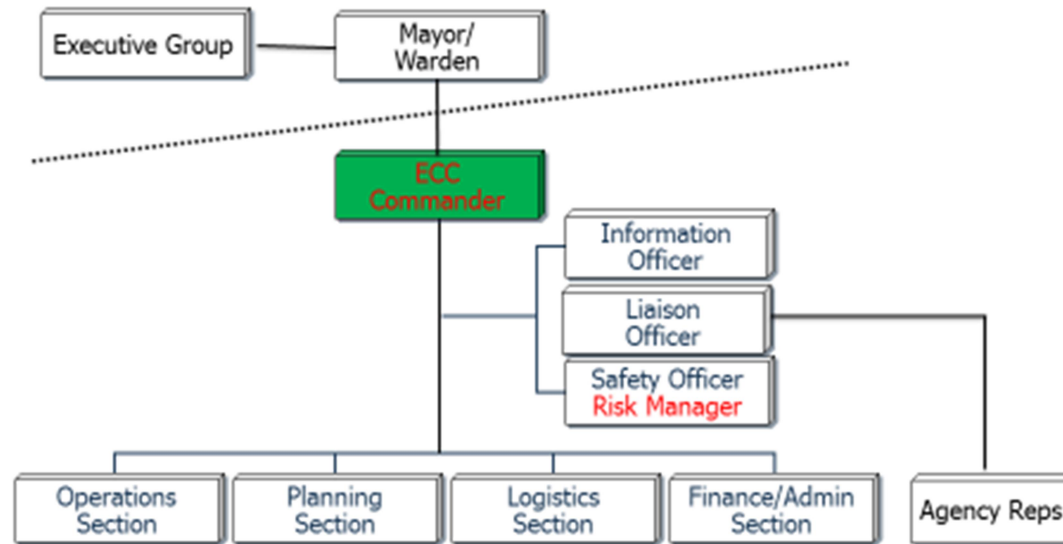 Executive Group
Mayor/
Warden
ECC
Commander
Information
Officer
Liaison
Officer
Safety Officer
Risk Manager
Operations
Section
Planning
Section
Logistics
Section
Finance/Admin
Section
Agency Reps